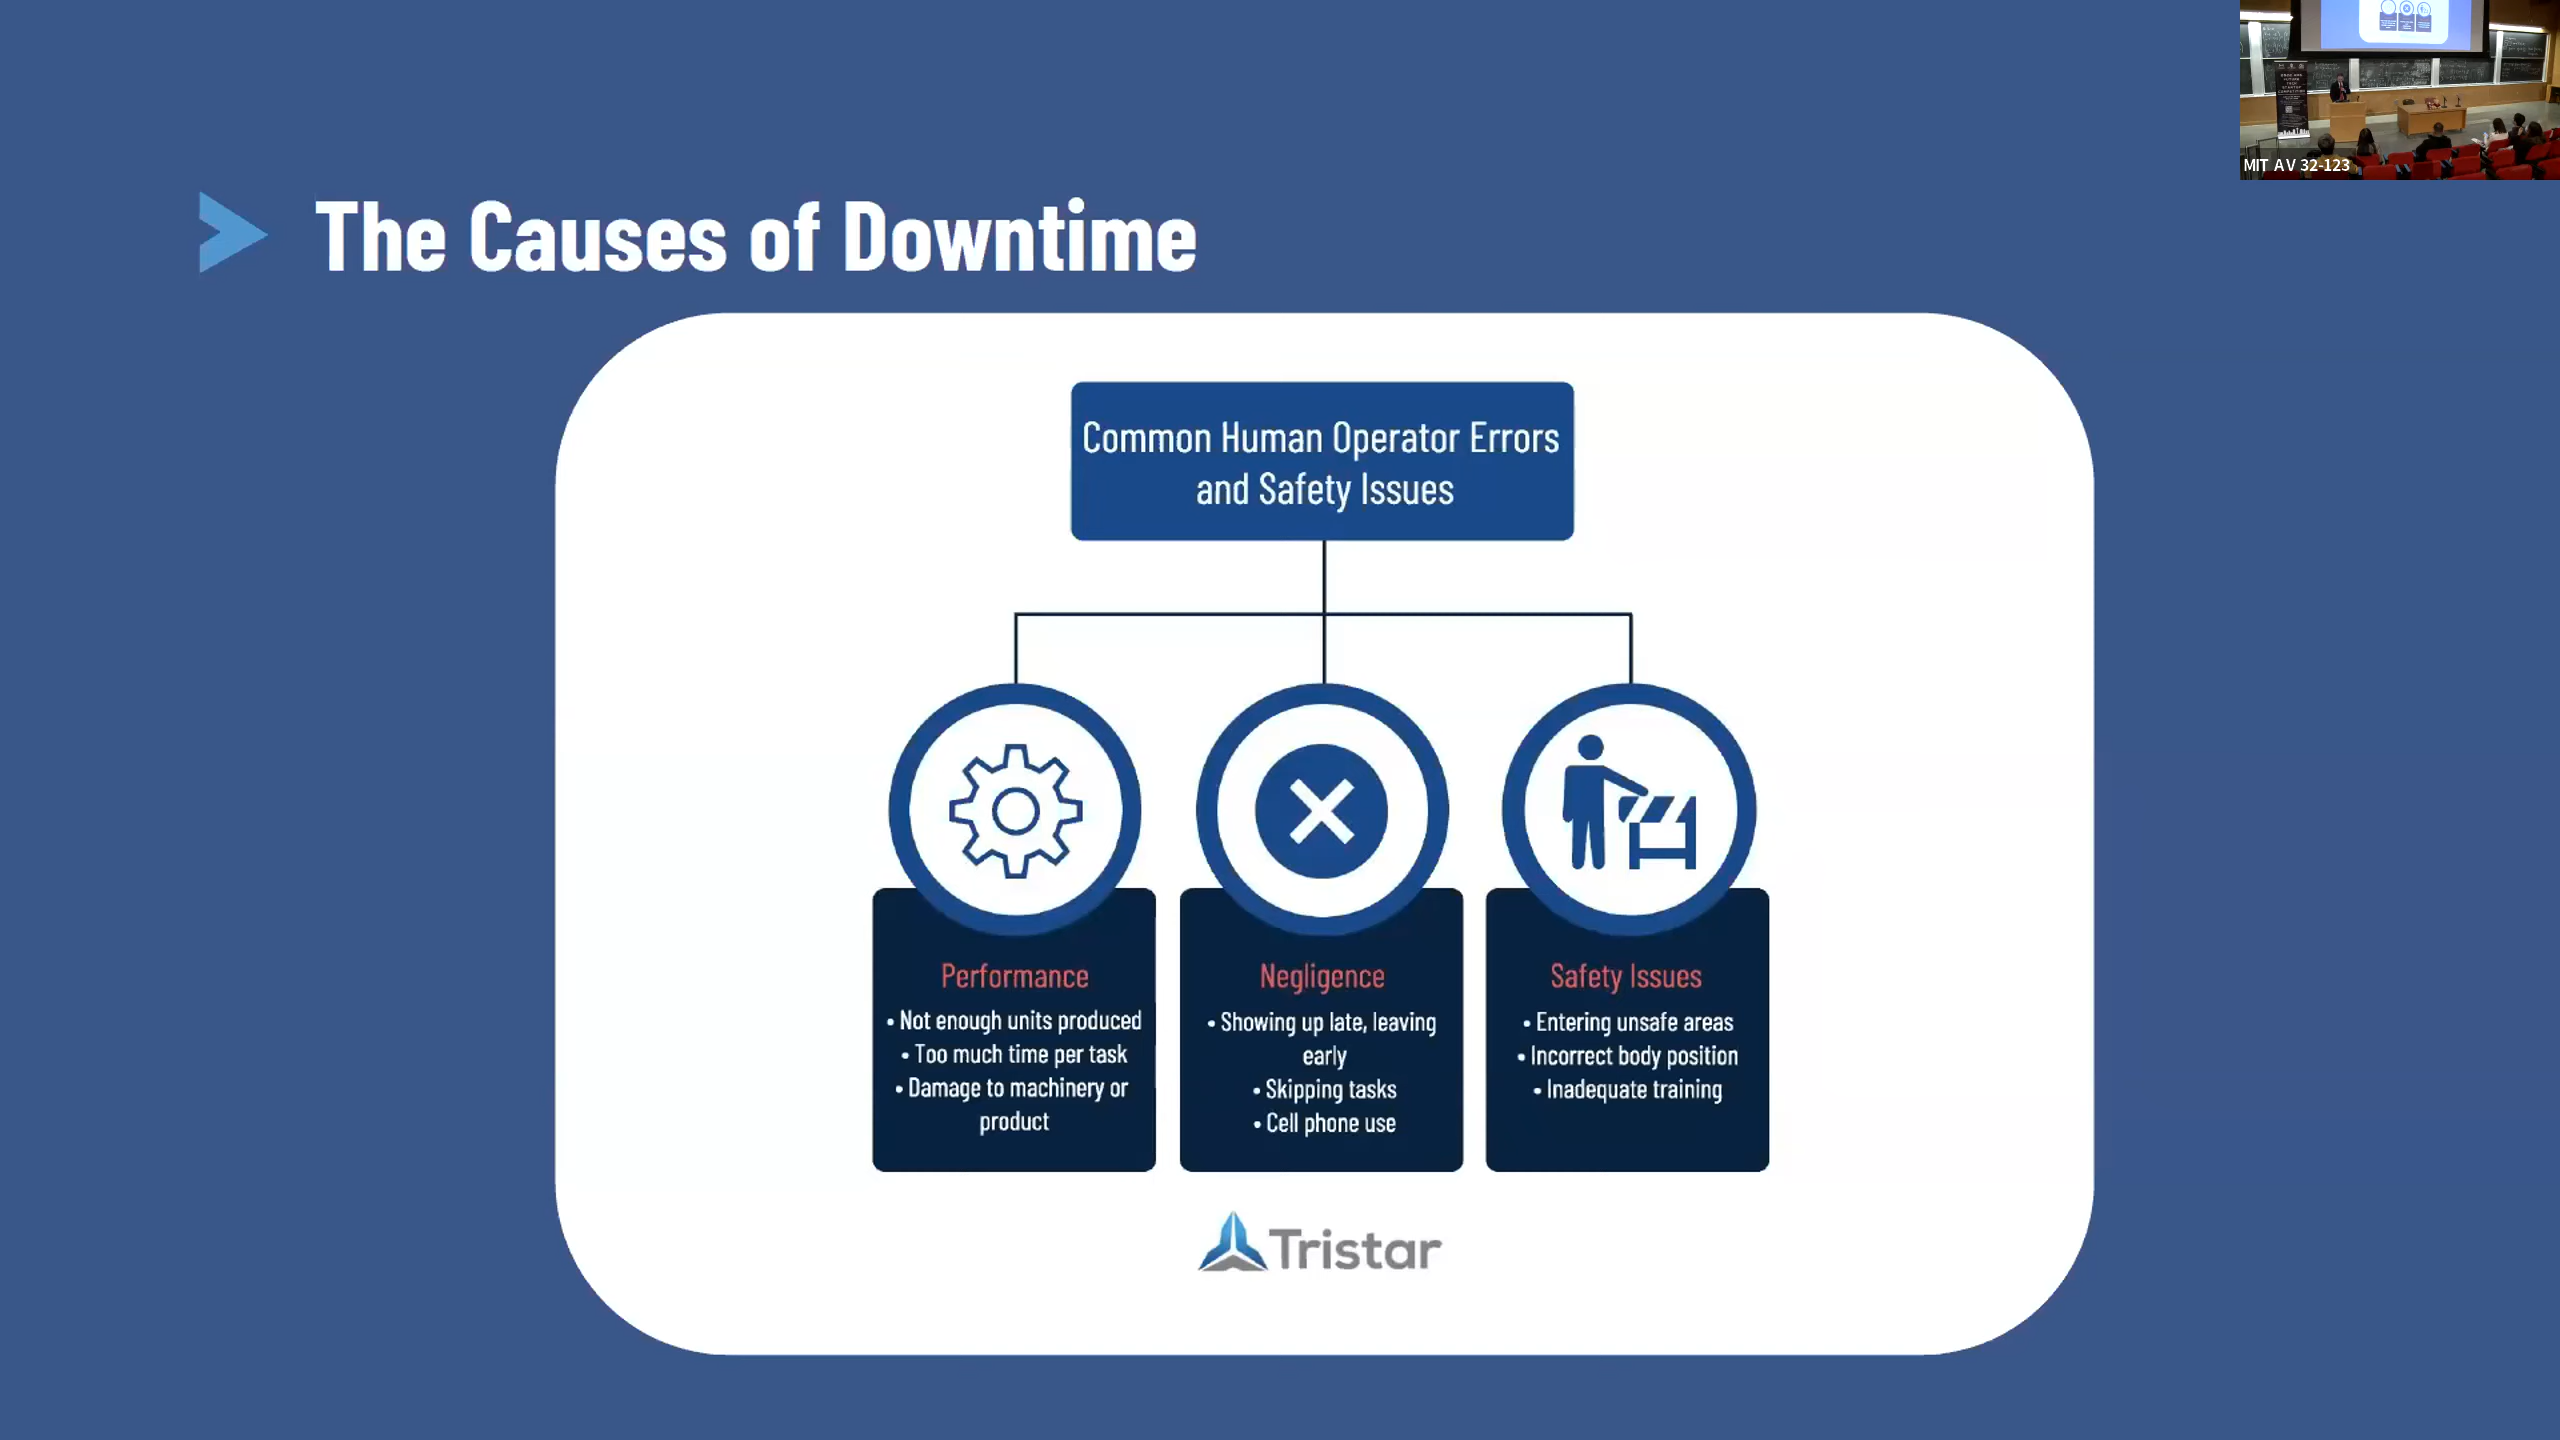 MIT AV 32-123
The Causes of Downtime
Common Human Operator Errors
and Safety Issues
Performance
• Not enough units produced
• Too much time per task
• Damage to machinery or
product
Negligence
• Showing up late, leaving
early
• Skipping tasks
• Cell phone use
Safety Issues
• Entering unsafe areas
• Incorrect body position
• Inadequate training
Tristar